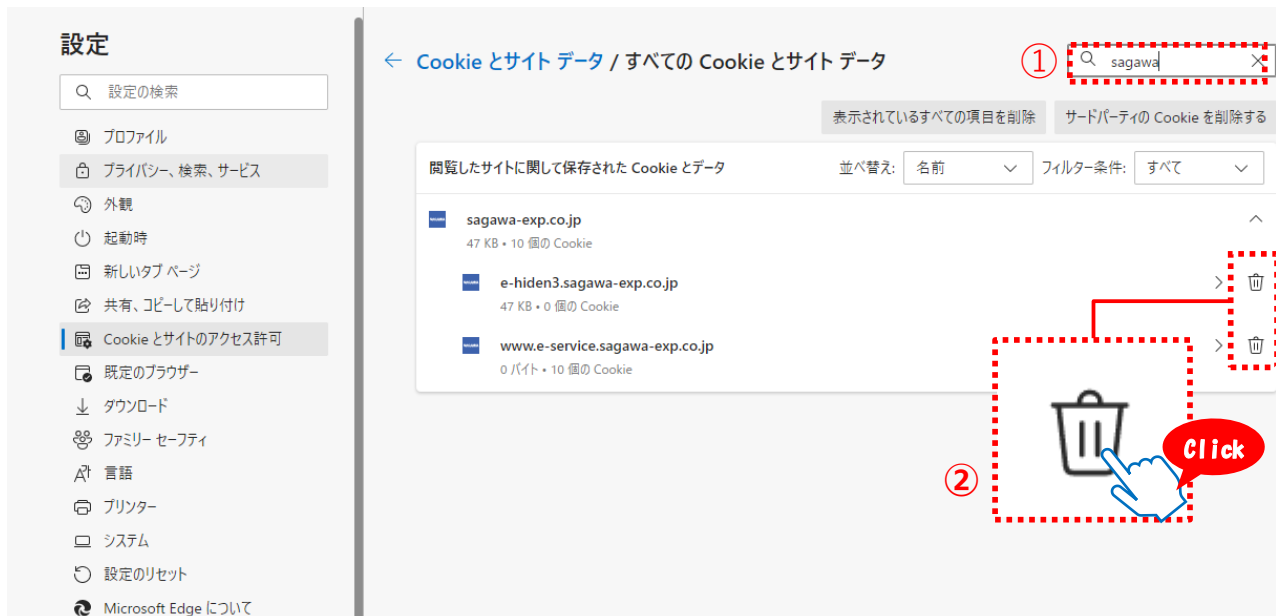 設定
設定の検索
プロファイル
プライバシー、検索、サービス
外観
起動時
新しいタブ ページ
共有、コピーして貼り付け
Cookie とサイトのアクセス許可
既定のブラウザー
ダウンロード
ファミリー セーフティ
言語
プリンター
システム
設定のリセット
Microsoft Edge について
← Cookie とサイト データ / すべての Cookie とサイト データ
① sagawa
表示されているすべての項目を削除 サードパーティの Cookie を削除する
閲覧したサイトに関して保存された Cookie とデータ 並べ替え: 名前 フィルター条件: すべて
sagawa-exp.co.jp
47 KB • 10 個の Cookie
e-hiden3.sagawa-exp.co.jp
47 KB • 0 個の Cookie
www.e-service.sagawa-exp.co.jp
0 バイト • 10 個の Cookie
②
Click